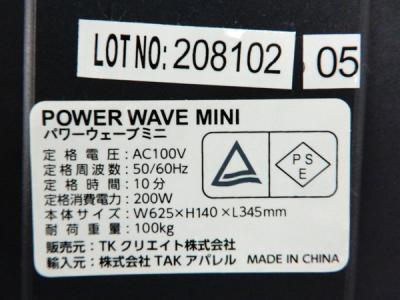 LOT NO: 208102 05
POWER WAVE MINI
パワーウェーブミニ
定格電圧：AC100V
定格周波数：50/60Hz
定格時間：10分
定格消費電力：200W
本体サイズ：W625×H140×L345mm
耐荷重量：100kg
販売元：TKクリエイト株式会社
輸入元：株式会社 TAK アパレル MADE IN CHINA
P S
E